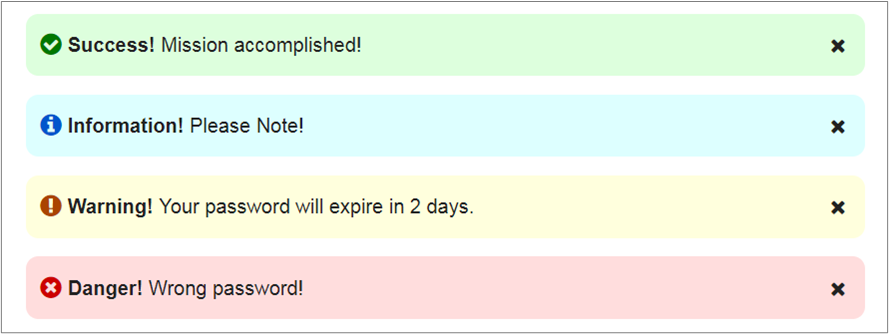 Success! Mission accomplished!
Information! Please Note!
Warning! Your password will expire in 2 days.
Danger! Wrong password!